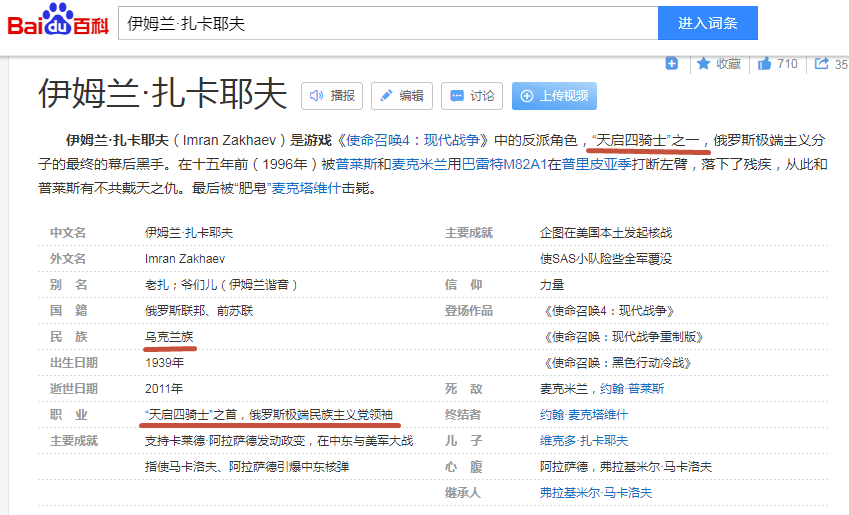 Bai du 百科
伊姆兰·扎卡耶夫
进入词条
收藏
710
35
伊姆兰·扎卡耶夫
播报
编辑
讨论
上传视频
伊姆兰·扎卡耶夫（Imran Zakhaev）是游戏《使命召唤4：现代战争》中的反派角色，“天启四骑士”之一，俄罗斯极端主义分
子的最终的幕后黑手。在十五年前（1996年）被普莱斯和麦克米兰用巴雷特M82A1在普里皮亚季打断左臂，落下了残疾，从此和
普莱斯有不共戴天之仇。最后被“肥皂”麦克塔维什击毙。
中文名 伊姆兰·扎卡耶夫
外文名 Imran Zakhaev
别 名 老扎；爷们儿（伊姆兰谐音）
国 籍 俄罗斯联邦、前苏联
民 族 乌克兰族
出生日期 1939年
逝世日期 2011年
职 业 “天启四骑士”之首，俄罗斯极端民族主义党领袖
主要成就 支持卡莱德·阿拉萨德发动政变，在中东与美军大战
指使马卡洛夫、阿拉萨德引爆中东核弹
主要成就 企图在美国本土发起核战
使SAS小队险些全军覆没
信 仰 力量
登场作品 《使命召唤4：现代战争》
《使命召唤：现代战争重制版》
《使命召唤：黑色行动冷战》
死 敌 麦克米兰，约翰·普莱斯
终结者 约翰·麦克塔维什
儿 子 维克多·扎卡耶夫
心 腹 阿拉萨德，弗拉基米尔·马卡洛夫
继承人 弗拉基米尔·马卡洛夫